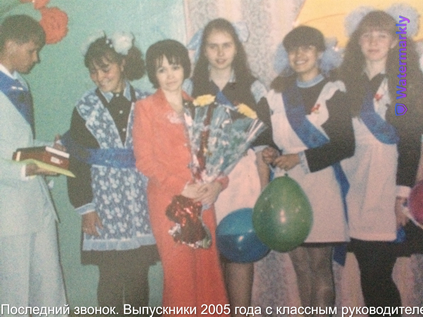 Watermarkly
Последний звонок. Выпускники 2005 года с классным руководителе